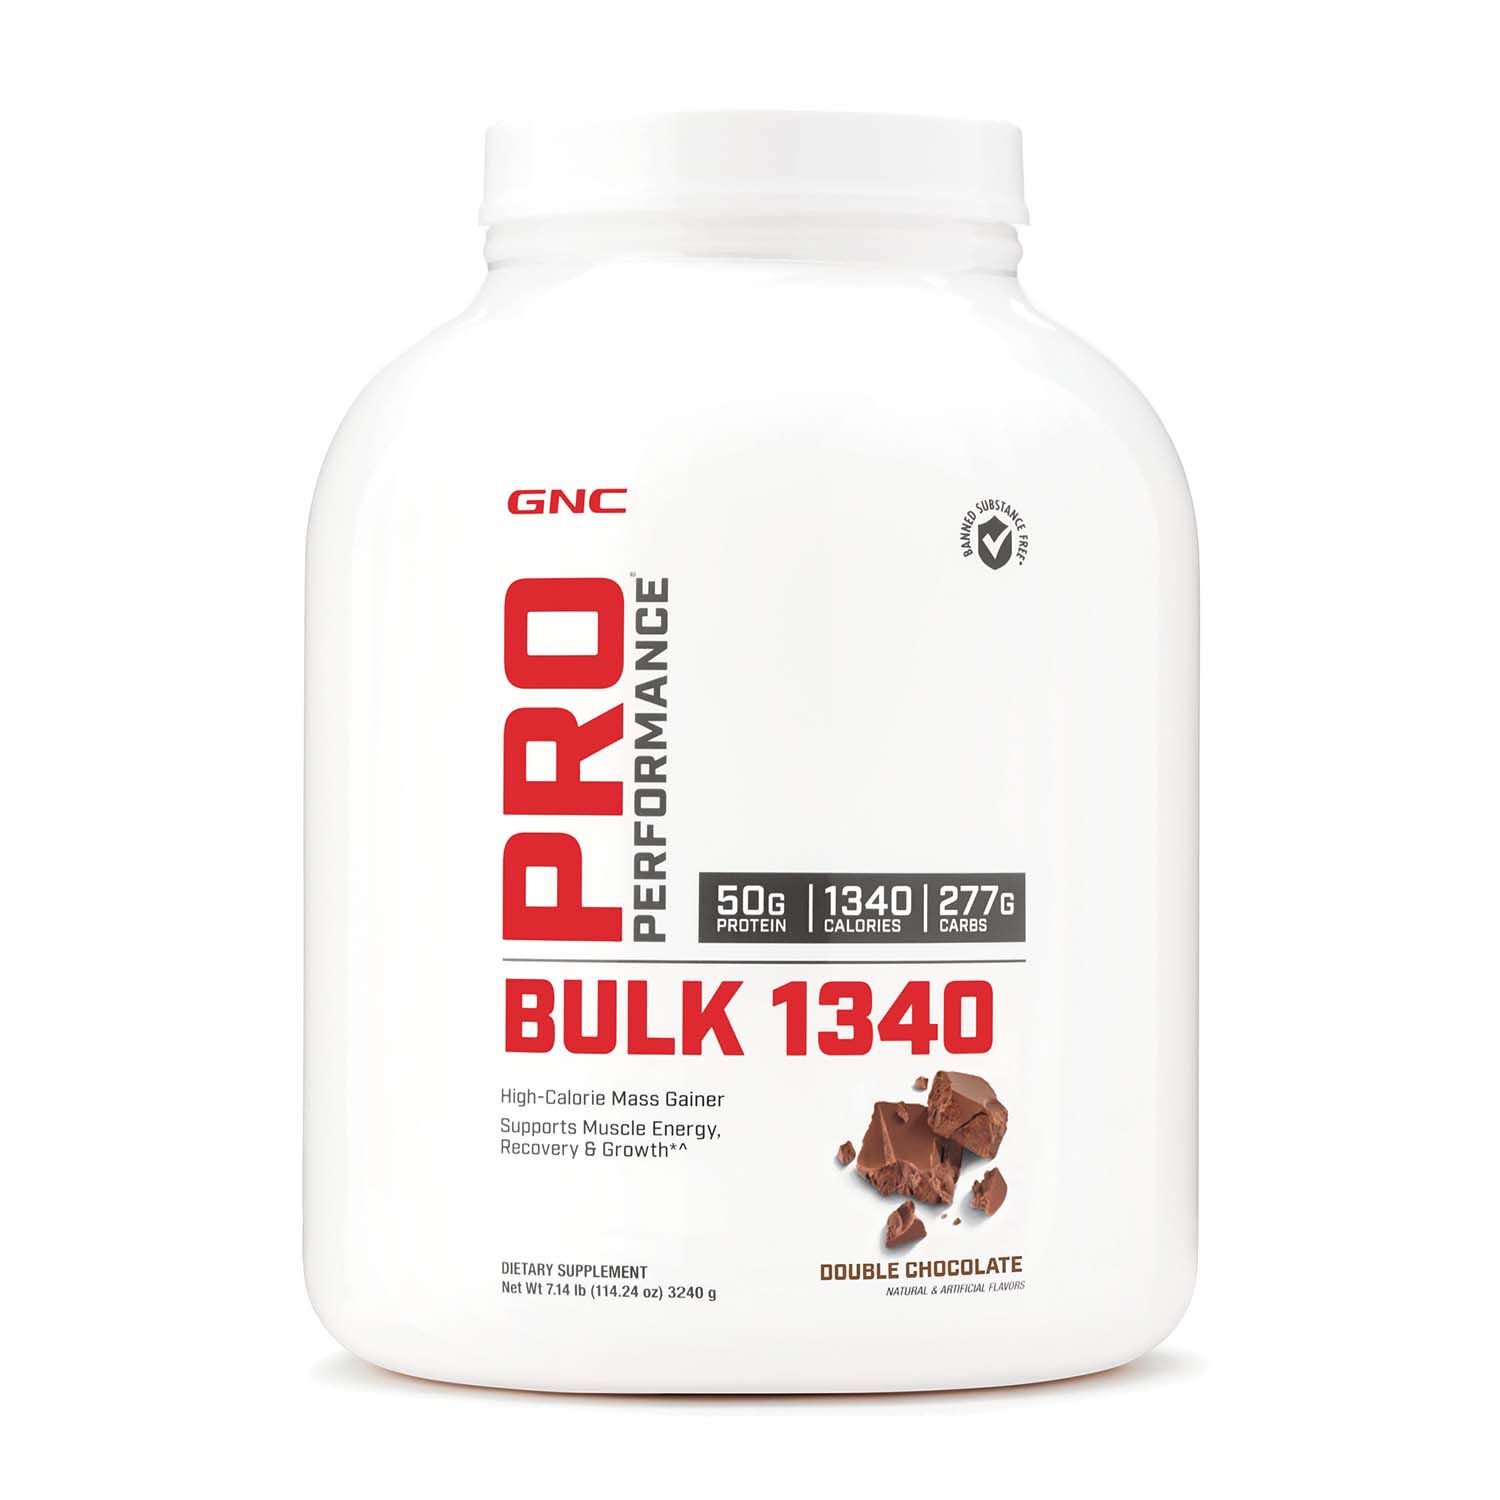 GNC
BANNED SUBSTANCE FREE•
PRO
PERFORMANCE®
50G | 1340 | 277G
PROTEIN CALORIES CARBS
BULK 1340
High-Calorie Mass Gainer
Supports Muscle Energy,
Recovery & Growth*^
DOUBLE CHOCOLATE
NATURAL & ARTIFICIAL FLAVORS
DIETARY SUPPLEMENT
Net Wt 7.14 lb (114.24 oz) 3240 g